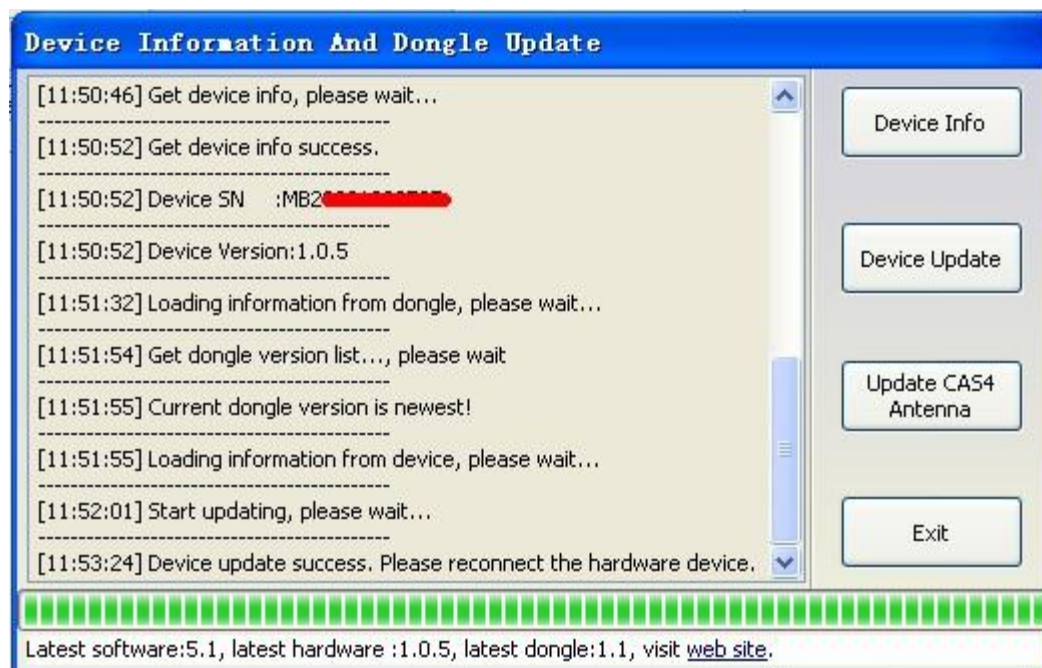 Device Information And Dongle Update
[11:50:46] Get device info, please wait...
----------------------------------------
[11:50:52] Get device info success.
----------------------------------------
[11:50:52] Device SN :MB2
----------------------------------------
[11:50:52] Device Version:1.0.5
----------------------------------------
[11:51:32] Loading information from dongle, please wait...
----------------------------------------
[11:51:54] Get dongle version list..., please wait
----------------------------------------
[11:51:55] Current dongle version is newest!
----------------------------------------
[11:51:55] Loading information from device, please wait...
----------------------------------------
[11:52:01] Start updating, please wait...
----------------------------------------
[11:53:24] Device update success. Please reconnect the hardware device.
Device Info
Device Update
Update CAS4
Antenna
Exit
Latest software:5.1, latest hardware :1.0.5, latest dongle:1.1, visit web site.